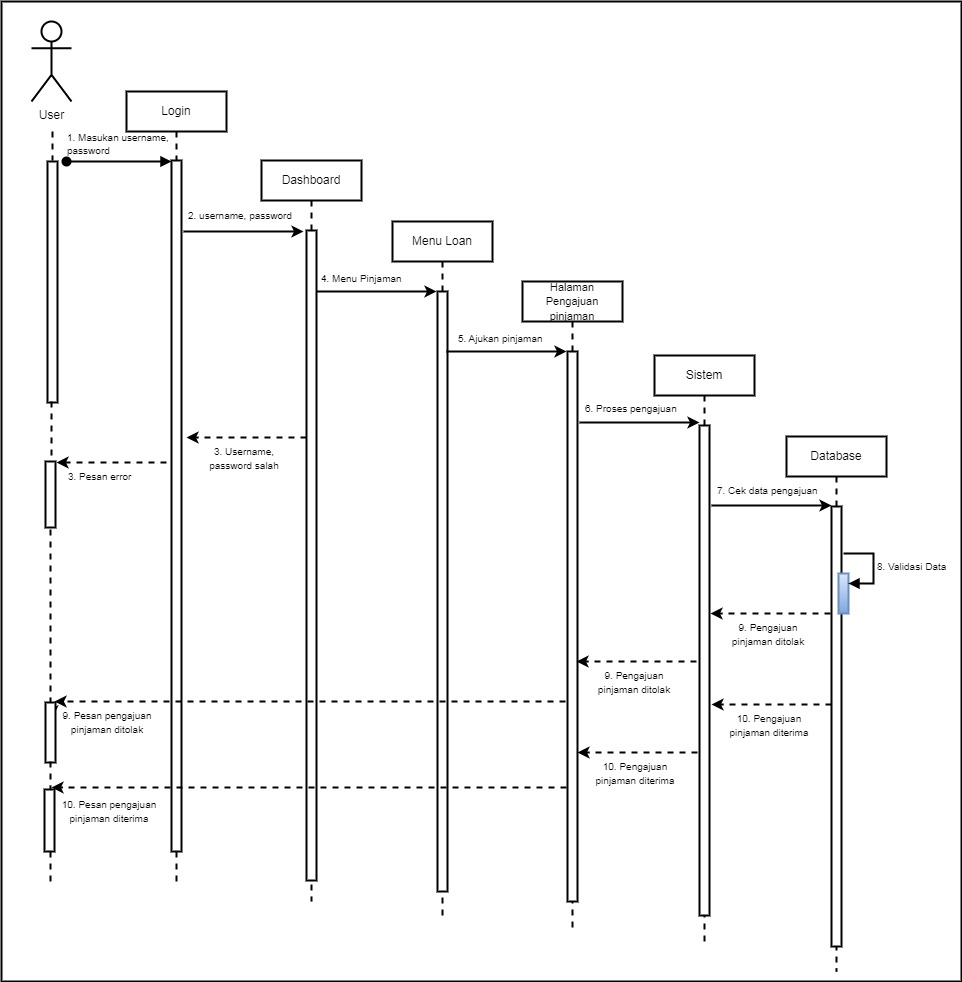 User
Login
1. Masukan username,
password
Dashboard
2. username, password
Menu Loan
4. Menu Pinjaman
Halaman
Pengajuan
pinjaman
5. Ajukan pinjaman
Sistem
6. Proses pengajuan
3. Username,
password salah
Database
3. Pesan error
7. Cek data pengajuan
8. Validasi Data
9. Pengajuan
pinjaman ditolak
9. Pengajuan
pinjaman ditolak
9. Pesan pengajuan
pinjaman ditolak
10. Pengajuan
pinjaman diterima
10. Pengajuan
pinjaman diterima
10. Pesan pengajuan
pinjaman diterima